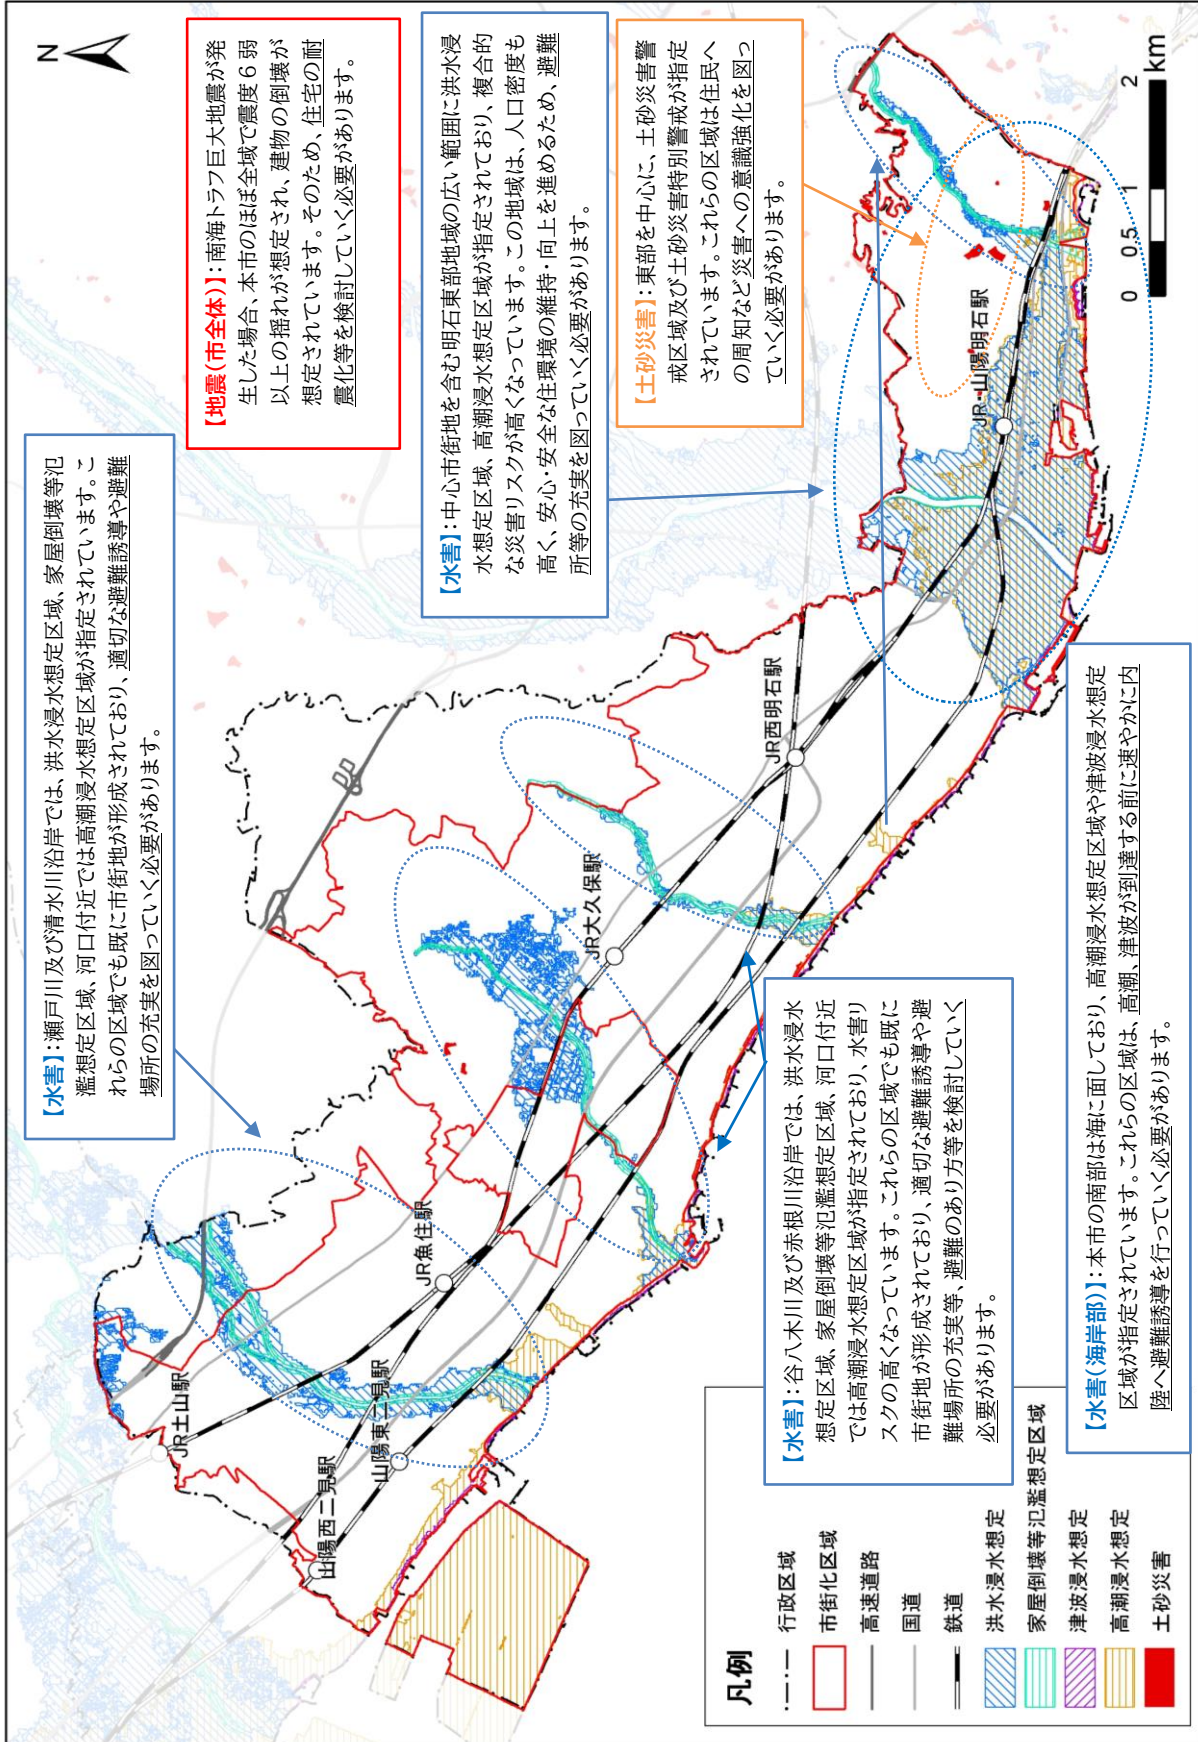 N
【水害】：瀬戸川及び清水川沿岸では、洪水浸水想定区域、家屋倒壊等氾
濫想定区域、河口付近では高潮浸水想定区域が指定されています。こ
れらの区域でも既に市街地が形成されており、適切な避難誘導や避難
場所の充実を図っていく必要があります。
【地震（市全体）】：南海トラフ巨大地震が発
生した場合、本市のほぼ全域で震度６弱
以上の揺れが想定され、建物の倒壊が
想定されています。そのため、住宅の耐
震化等を検討していく必要があります。
【水害】：中心市街地を含む明石東部地域の広い範囲に洪水浸
水想定区域、高潮浸水想定区域が指定されており、複合的
な災害リスクが高くなっています。この地域は、人口密度も
高く、安心・安全な住環境の維持・向上を進めるため、避難
所等の充実を図っていく必要があります。
【土砂災害】：東部を中心に、土砂災害警
戒区域及び土砂災害特別警戒が指定
されています。これらの区域は住民へ
の周知など災害への意識強化を図っ
ていく必要があります。
JR土山駅
山陽西二見駅
山陽東二見駅
JR魚住駅
JR大久保駅
JR西明石駅
JR・山陽明石駅
【水害】：谷八木川及び赤根川沿岸では、洪水浸水
想定区域、家屋倒壊等氾濫想定区域、河口付近
では高潮浸水想定区域が指定されており、水害リ
スクの高くなっています。これらの区域でも既に
市街地が形成されており、適切な避難誘導や避
難場所の充実等、避難のあり方等を検討していく
必要があります。
【水害（海岸部）】：本市の南部は海に面しており、高潮浸水想定区域や津波浸水想定
区域が指定されています。これらの区域は、高潮、津波が到達する前に速やかに内
陸へ避難誘導を行っていく必要があります。
凡例
行政区域
市街化区域
高速道路
国道
鉄道
洪水浸水想定
家屋倒壊等氾濫想定区域
津波浸水想定
高潮浸水想定
土砂災害
0 0.5 1 2
km